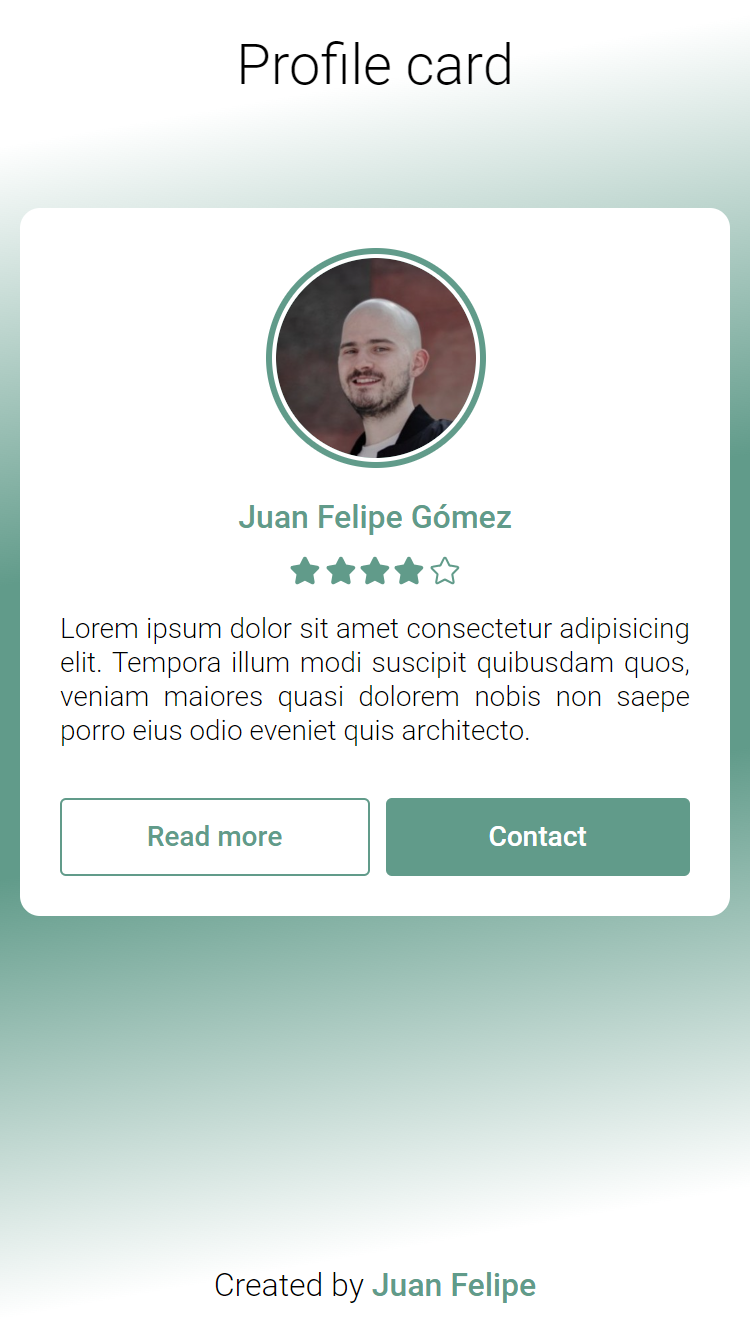 Profile card
Juan Felipe Gómez
Lorem ipsum dolor sit amet consectetur adipisicing
elit. Tempora illum modi suscipit quibusdam quos,
veniam maiores quasi dolorem nobis non saepe
porro eius odio eveniet quis architecto.
Read more
Contact
Created by Juan Felipe